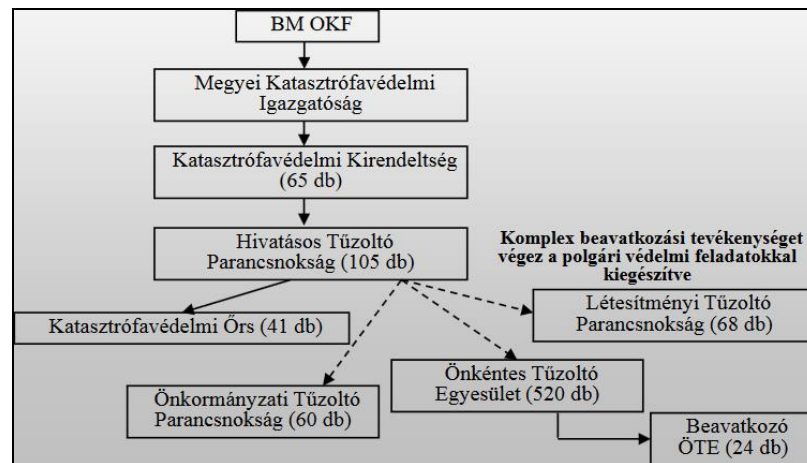 BM OKF
Megyei Katasztrófavédelmi
Igazgatóság
Katasztrófavédelmi Kirendeltség
(65 db)
Hivatásos Tűzoltó
Parancsnokság (105 db)
Komplex beavatkozási tevékenységet
végez a polgári védelmi feladatokkal
kiegészítve
Létesítményi Tűzoltó
Parancsnokság (68 db)
Katasztrófavédelmi Őrs (41 db)
Önkéntes Tűzoltó
Egyesület (520 db)
Önkormányzati Tűzoltó
Parancsnokság (60 db)
Beavatkozó
ÖTE (24 db)